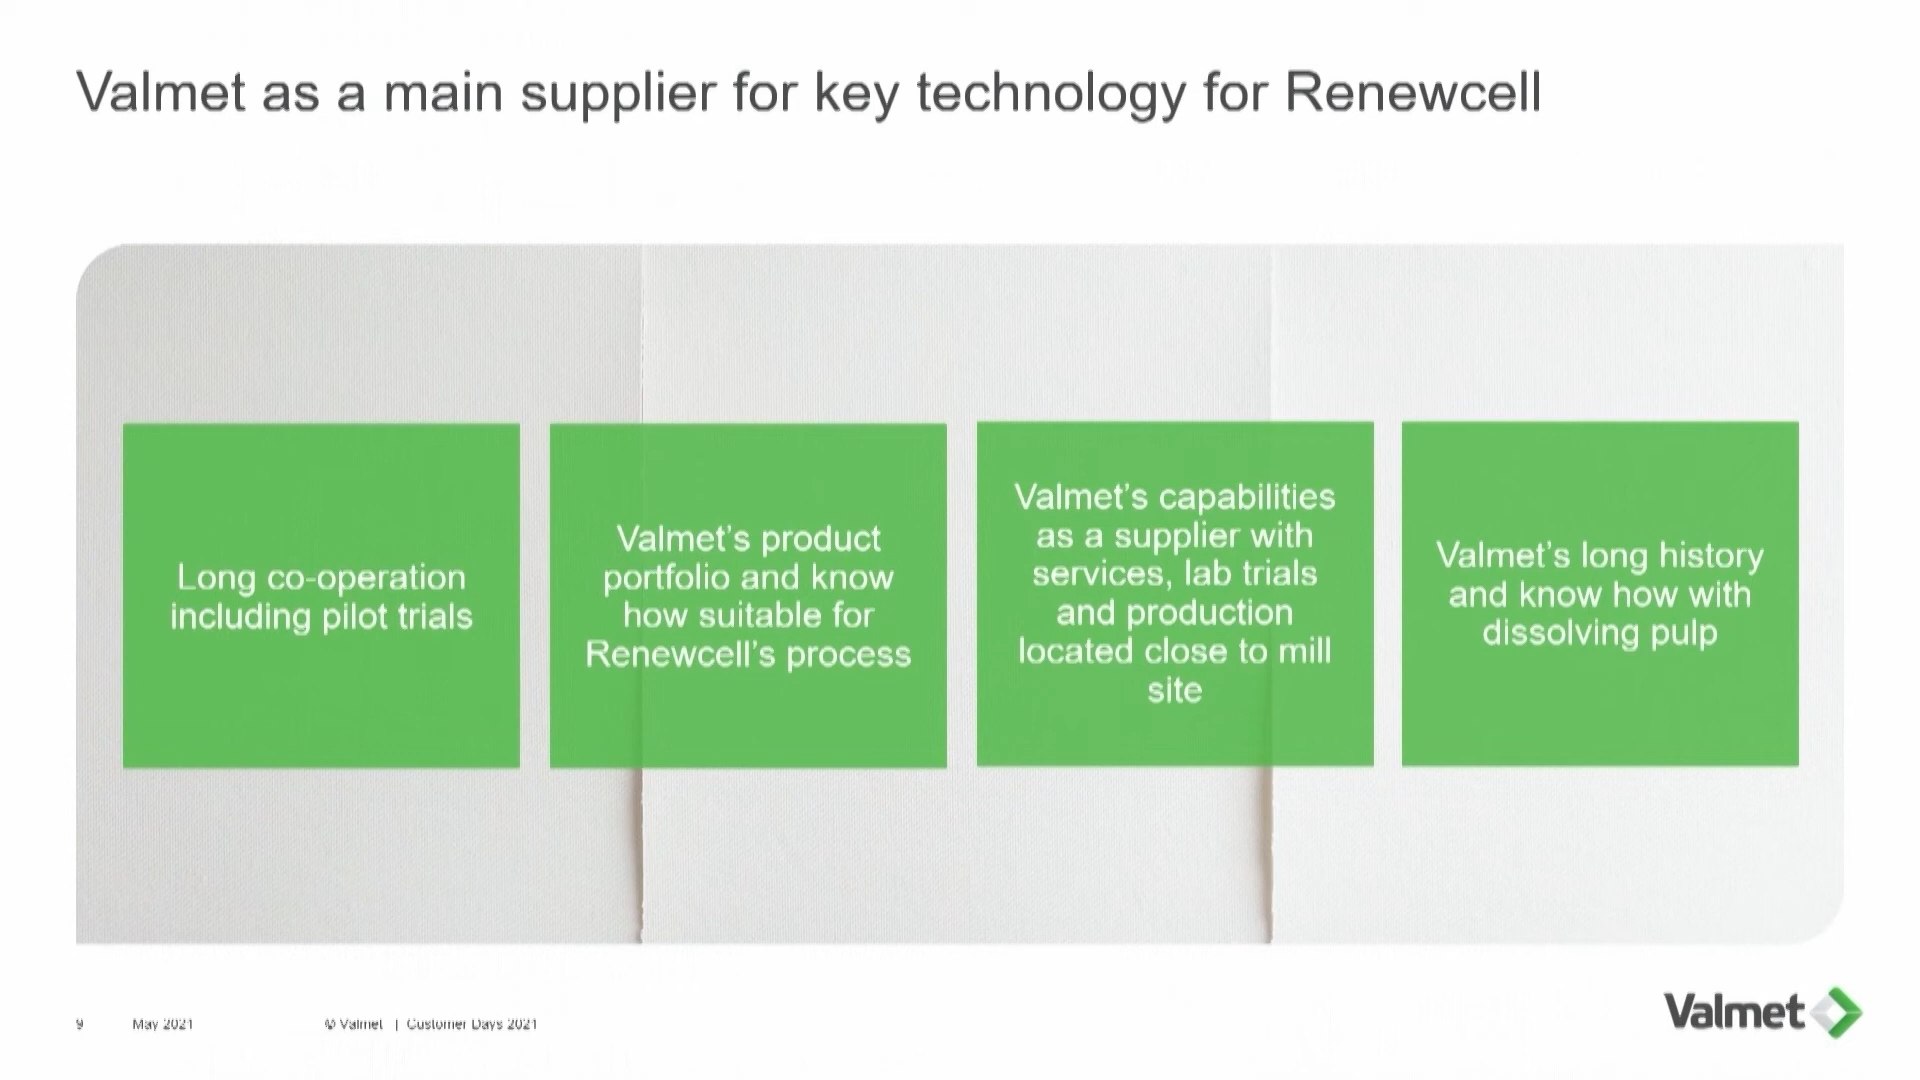 Valmet as a main supplier for key technology for Renewcell
Long co-operation
including pilot trials
Valmet’s product
portfolio and know
how suitable for
Renewcell’s process
Valmet’s capabilities
as a supplier with
services, lab trials
and production
located close to mill
site
Valmet’s long history
and know how with
dissolving pulp
9 May 2021 © Valmet | Customer Days 2021
Valmet